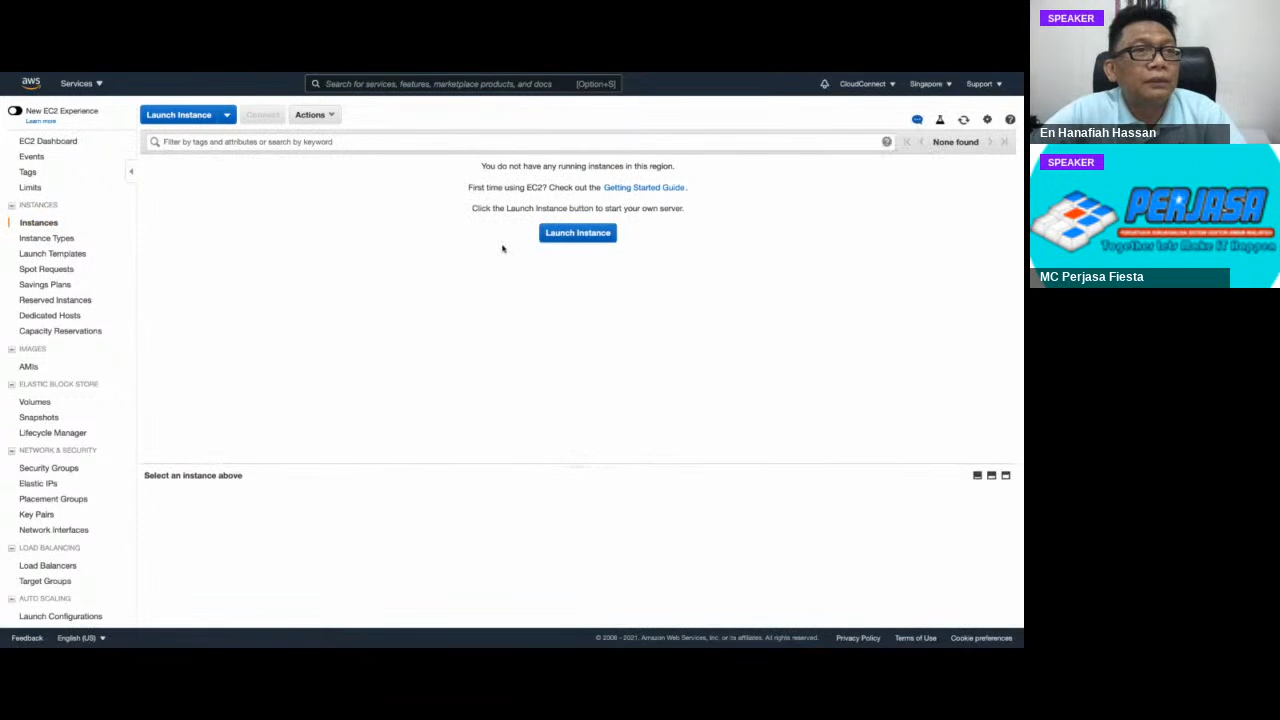 aws
Services
Search for services, features, marketplace products, and docs
[Option+S]
CloudConnect
Singapore
Support
New EC2 Experience
Learn more
EC2 Dashboard
Events
Tags
Limits
INSTANCES
Instances
Instance Types
Launch Templates
Spot Requests
Savings Plans
Reserved Instances
Dedicated Hosts
Capacity Reservations
IMAGES
AMIs
ELASTIC BLOCK STORE
Volumes
Snapshots
Lifecycle Manager
NETWORK & SECURITY
Security Groups
Elastic IPs
Placement Groups
Key Pairs
Network Interfaces
LOAD BALANCING
Load Balancers
Target Groups
AUTO SCALING
Launch Configurations
Launch Instance
Connect
Actions
Filter by tags and attributes or search by keyword
None found
You do not have any running instances in this region.
First time using EC2? Check out the Getting Started Guide.
Click the Launch Instance button to start your own server.
Launch Instance
Select an instance above
Feedback
English (US)
© 2008 - 2021, Amazon Web Services, Inc. or its affiliates. All rights reserved.
Privacy Policy
Terms of Use
Cookie preferences
SPEAKER
En Hanafiah Hassan
SPEAKER
PERJASA
Together Lets Make iT Happen
MC Perjasa Fiesta